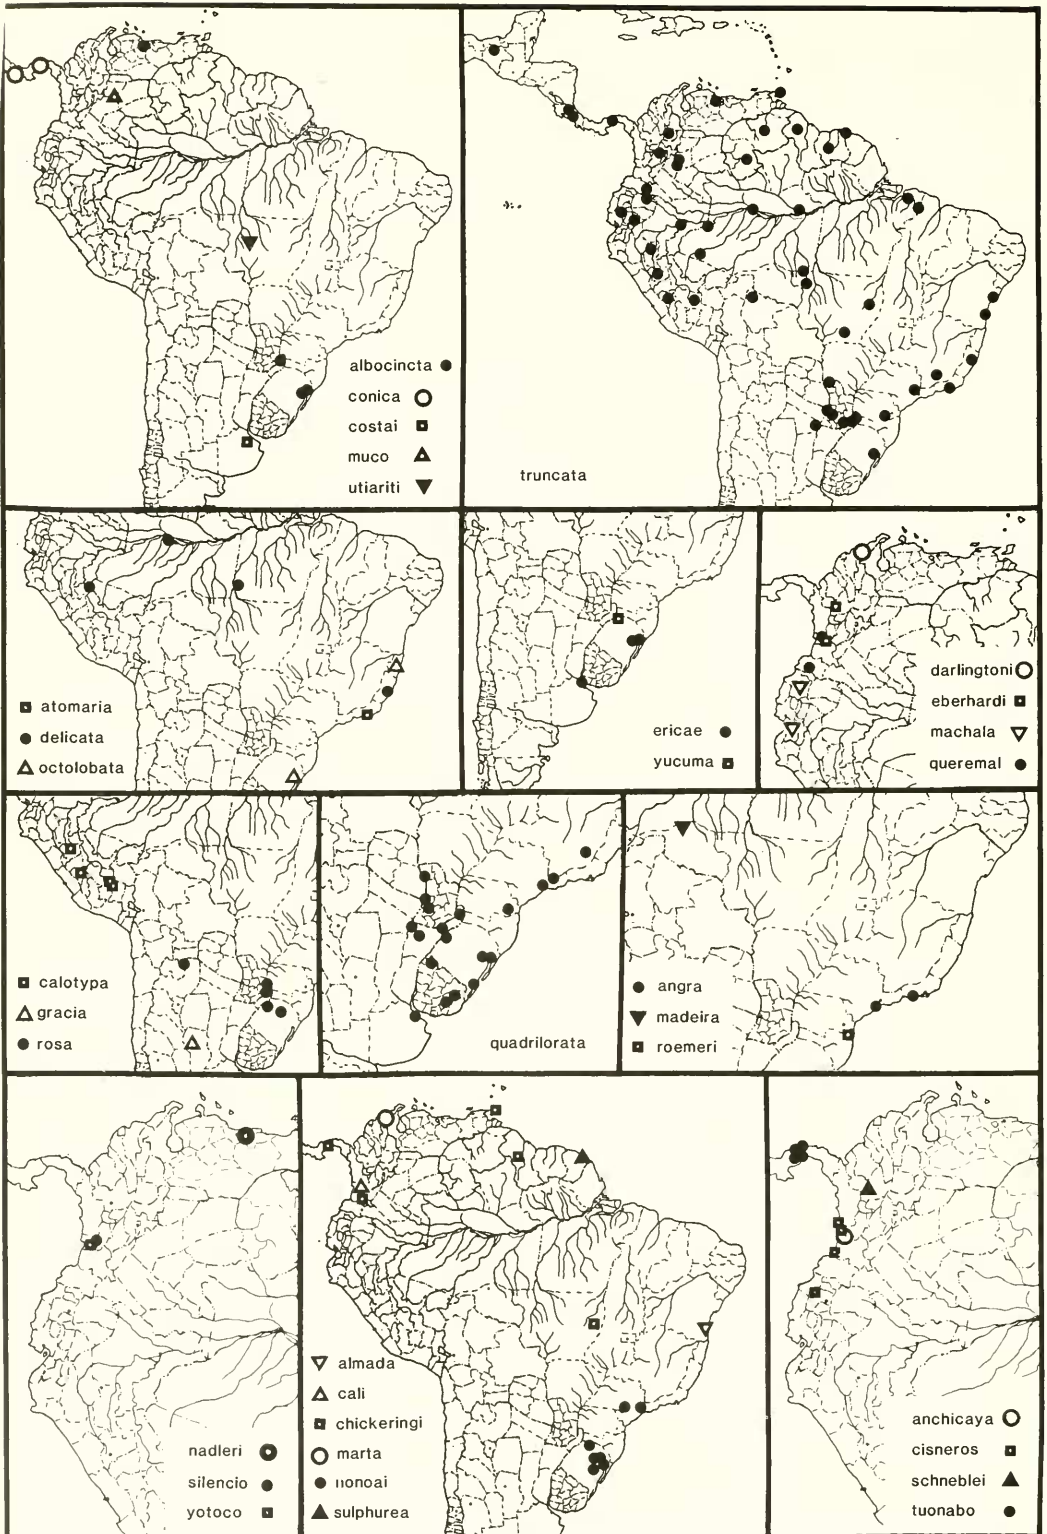 albocincta
conica
costai
muco
utiariti
truncata
atomaria
delicata
octolobata
ericae
yucuma
darlingtoni
eberhardi
machala
queremal
calotypa
gracia
rosa
quadrilorata
angra
madeira
roemeri
nadleri
silencio
yotoco
almada
cali
chickeringi
marta
nonoai
sulphurea
anchicaya
cisneros
schneblei
tuonabo